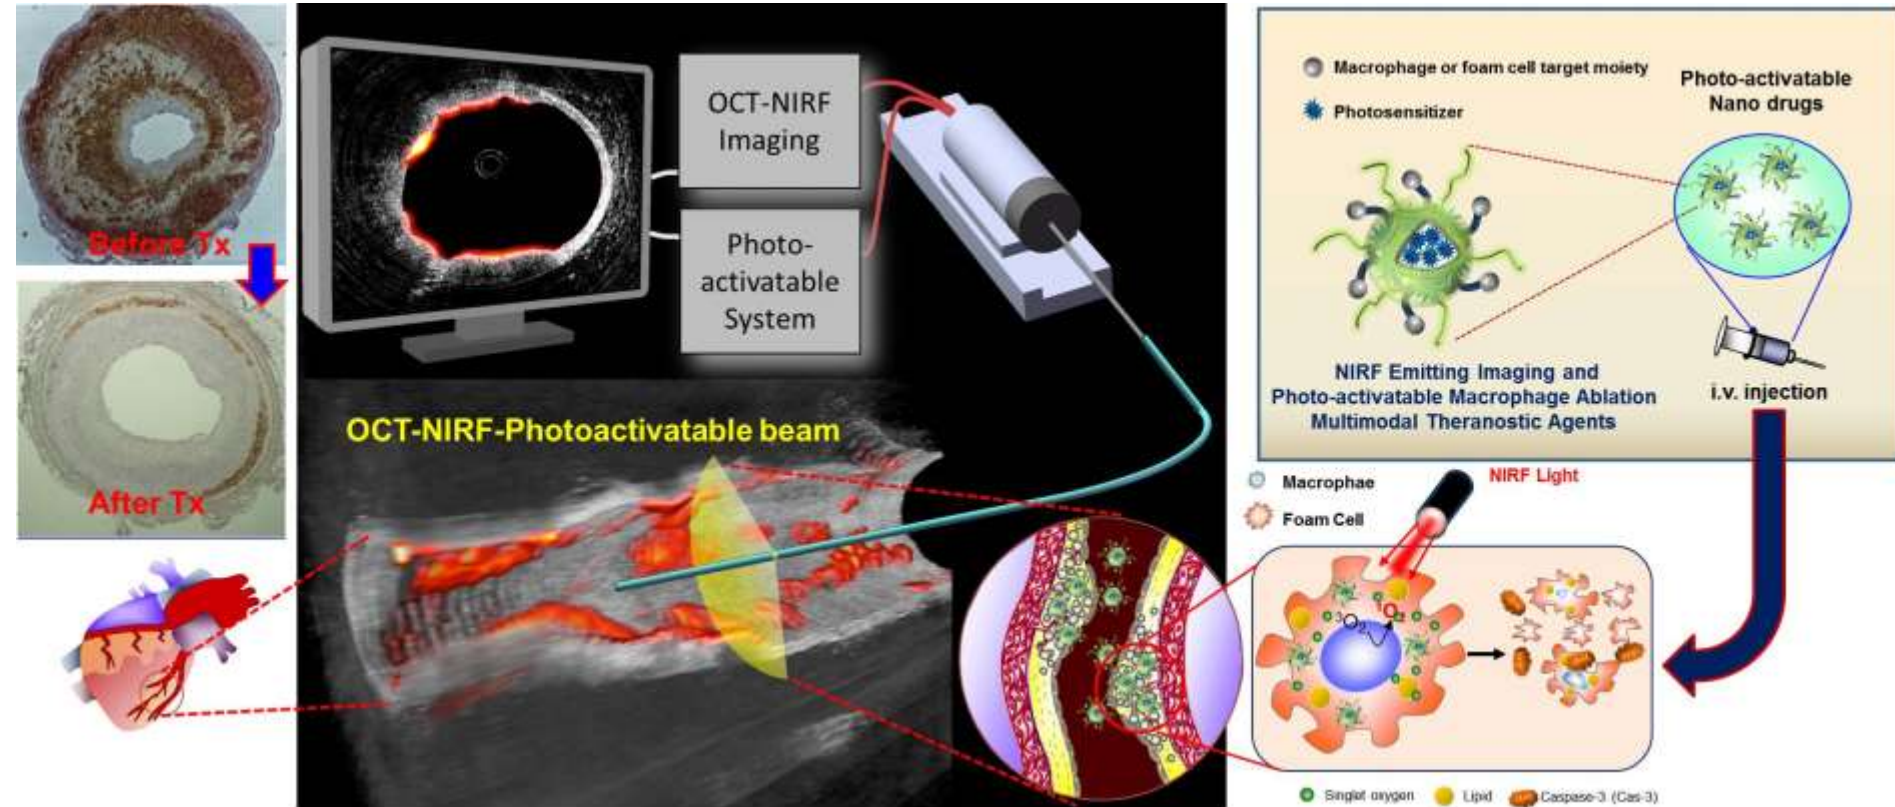 Before Tx
After Tx
OCT-NIRF
Imaging
Photo-
activatable
System
OCT-NIRF-Photoactivatable beam
Macrophage or foam cell target moiety
Photosensitizer
Photo-activatable
Nano drugs
NIRF Emitting Imaging and
Photo-activatable Macrophage Ablation
Multimodal Theranostic Agents
i.v. injection
Macrophae
Foam Cell
NIRF Light
³O₂
¹O₂
Singlet oxygen
Lipid
Caspase-3 (Cas-3)